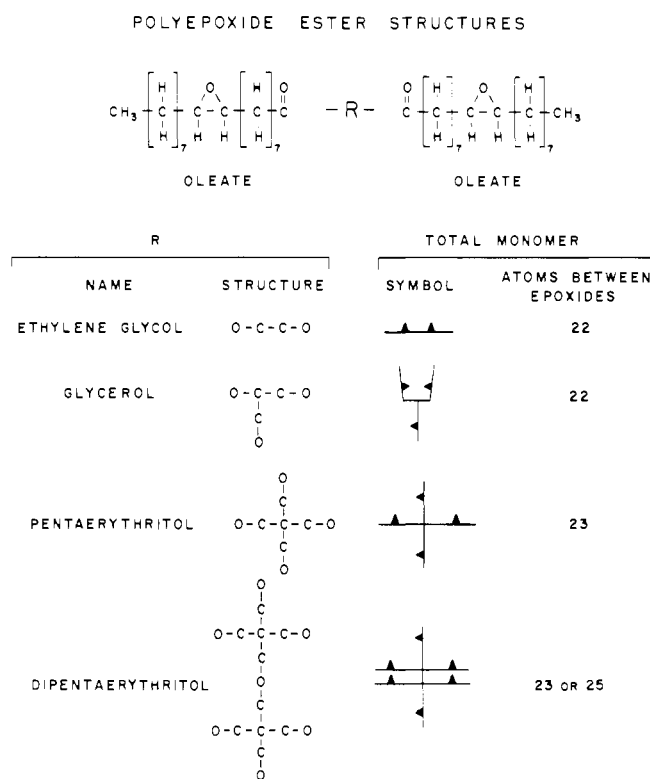 POLYEPOXIDE ESTER STRUCTURES
H O H O O H O H
CH3 C C C C C -R- C C C C C CH3
H 7 H H H 7 H 7 H H H 7
OLEATE OLEATE
R TOTAL MONOMER
NAME STRUCTURE SYMBOL ATOMS BETWEEN
EPOXIDES
ETHYLENE GLYCOL O-C-C-O 22
GLYCEROL O-C-C-O 22
C
O
O
C
PENTAERYTHRITOL O-C-C-C-O 23
C
O
O
C
O-C-C-C-O
C
DIPENTAERYTHRITOL O 23 OR 25
C
O-C-C-C-O
C
O